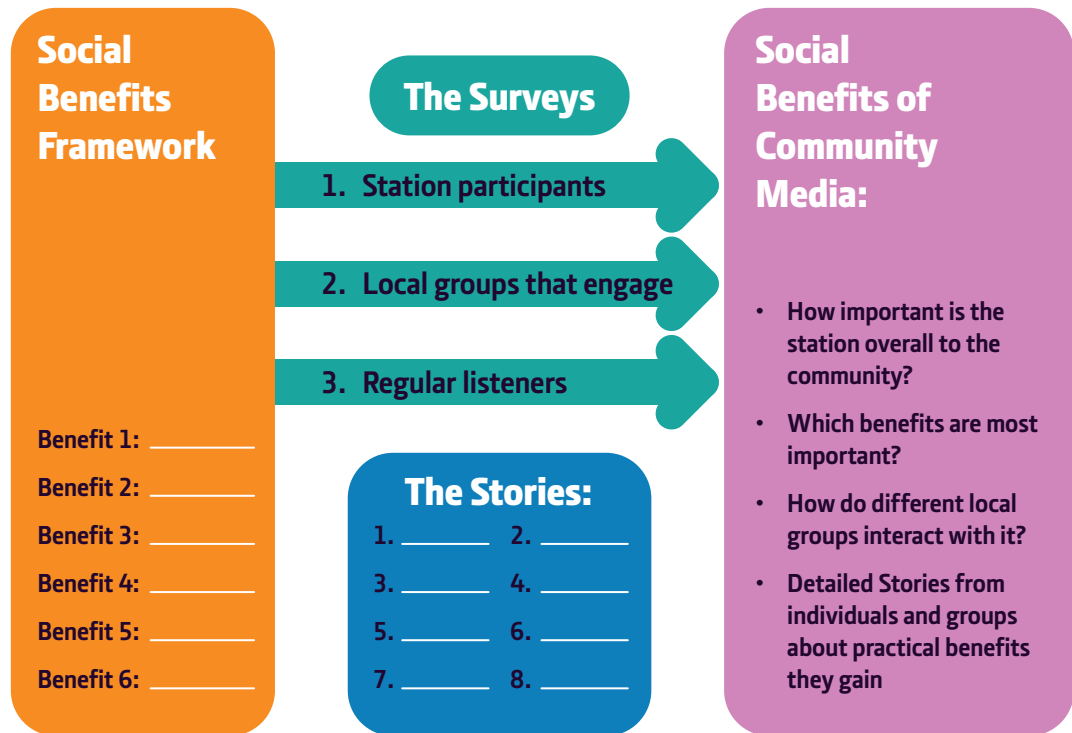 Social
Benefits
Framework
Benefit 1:
Benefit 2:
Benefit 3:
Benefit 4:
Benefit 5:
Benefit 6:
The Surveys
1. Station participants
2. Local groups that engage
3. Regular listeners
The Stories:
1. 2.
3. 4.
5. 6.
7. 8.
Social
Benefits of
Community
Media:
• How important is the
station overall to the
community?
• Which benefits are most
important?
• How do different local
groups interact with it?
• Detailed Stories from
individuals and groups
about practical benefits
they gain